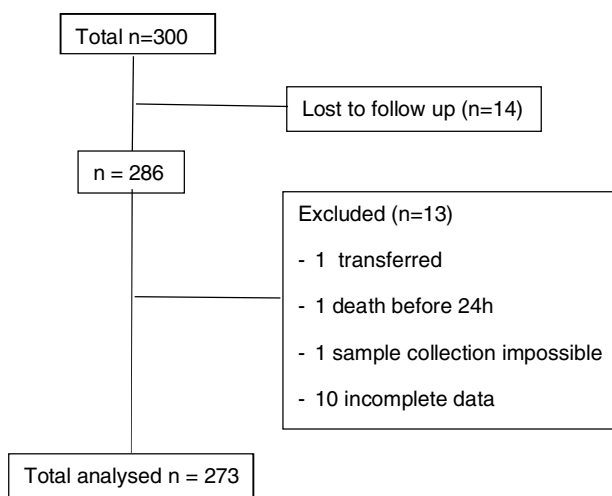 Total n=300
Lost to follow up (n=14)
n = 286
Excluded (n=13)
- 1 transferred
- 1 death before 24h
- 1 sample collection impossible
- 10 incomplete data
Total analysed n = 273